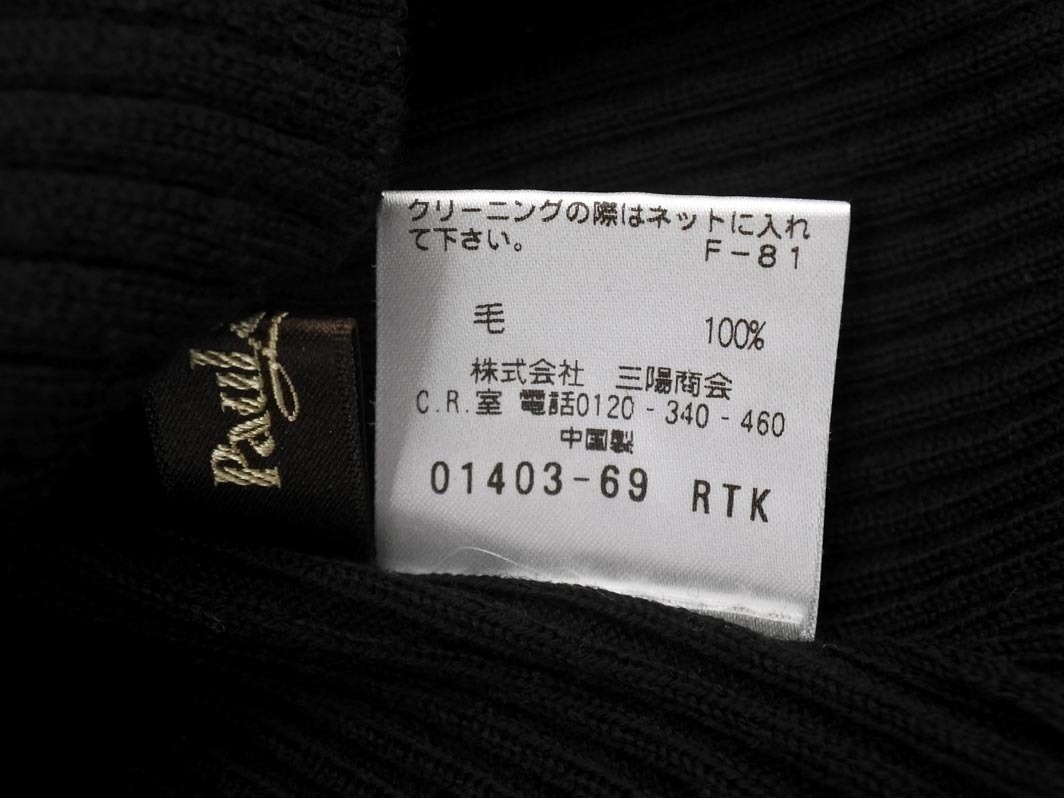 クリーニングの際はネットに入れ
て下さい。
F-81
毛 100%
株式会社 三陽商会
C.R.室 電話0120-340-460
中国製
01403-69 RTK
Paul